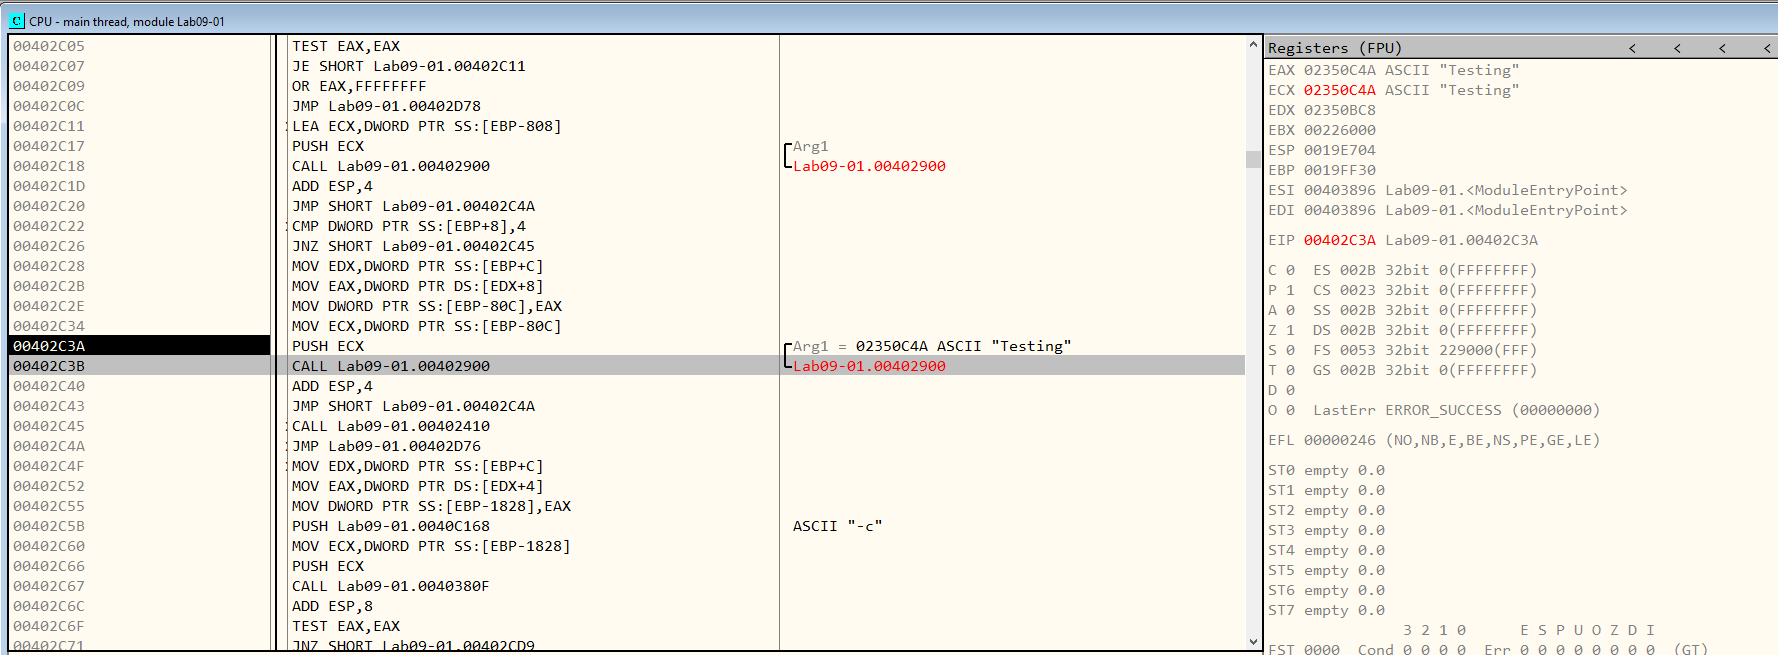 CPU - main thread, module Lab09-01
00402C05 TEST EAX,EAX
00402C07 JE SHORT Lab09-01.00402C11
00402C09 OR EAX,FFFFFFFF
00402C0C JMP Lab09-01.00402D78
00402C11 LEA ECX,DWORD PTR SS:[EBP-808]
00402C17 PUSH ECX Arg1
00402C18 CALL Lab09-01.00402900 Lab09-01.00402900
00402C1D ADD ESP,4
00402C20 JMP SHORT Lab09-01.00402C4A
00402C22 CMP DWORD PTR SS:[EBP+8],4
00402C26 JNZ SHORT Lab09-01.00402C45
00402C28 MOV EDX,DWORD PTR SS:[EBP+C]
00402C2B MOV EAX,DWORD PTR DS:[EDX+8]
00402C2E MOV DWORD PTR SS:[EBP-80C],EAX
00402C34 MOV ECX,DWORD PTR SS:[EBP-80C]
00402C3A PUSH ECX Arg1 = 02350C4A ASCII "Testing"
00402C3B CALL Lab09-01.00402900 Lab09-01.00402900
00402C40 ADD ESP,4
00402C43 JMP SHORT Lab09-01.00402C4A
00402C45 CALL Lab09-01.00402410
00402C4A JMP Lab09-01.00402D76
00402C4F MOV EDX,DWORD PTR SS:[EBP+C]
00402C52 MOV EAX,DWORD PTR DS:[EDX+4]
00402C55 MOV DWORD PTR SS:[EBP-1828],EAX
00402C5B PUSH Lab09-01.0040C168 ASCII "-c"
00402C60 MOV ECX,DWORD PTR SS:[EBP-1828]
00402C66 PUSH ECX
00402C67 CALL Lab09-01.0040380F
00402C6C ADD ESP,8
00402C6F TEST EAX,EAX
00402C71 JNZ SHORT Lab09-01.00402CD9
Registers (FPU) < < < <
EAX 02350C4A ASCII "Testing"
ECX 02350C4A ASCII "Testing"
EDX 02350BC8
EBX 00226000
ESP 0019E704
EBP 0019FF30
ESI 00403896 Lab09-01.<ModuleEntryPoint>
EDI 00403896 Lab09-01.<ModuleEntryPoint>
EIP 00402C3A Lab09-01.00402C3A
C 0 ES 002B 32bit 0(FFFFFFFF)
P 1 CS 0023 32bit 0(FFFFFFFF)
A 0 SS 002B 32bit 0(FFFFFFFF)
Z 1 DS 002B 32bit 0(FFFFFFFF)
S 0 FS 0053 32bit 229000(FFF)
T 0 GS 002B 32bit 0(FFFFFFFF)
D 0
O 0 LastErr ERROR_SUCCESS (00000000)
EFL 00000246 (NO,NB,E,BE,NS,PE,GE,LE)
ST0 empty 0.0
ST1 empty 0.0
ST2 empty 0.0
ST3 empty 0.0
ST4 empty 0.0
ST5 empty 0.0
ST6 empty 0.0
ST7 empty 0.0
3 2 1 0 E S P U O Z D I
FST 0000 Cond 0 0 0 0 Err 0 0 0 0 0 0 0 0 (GT)